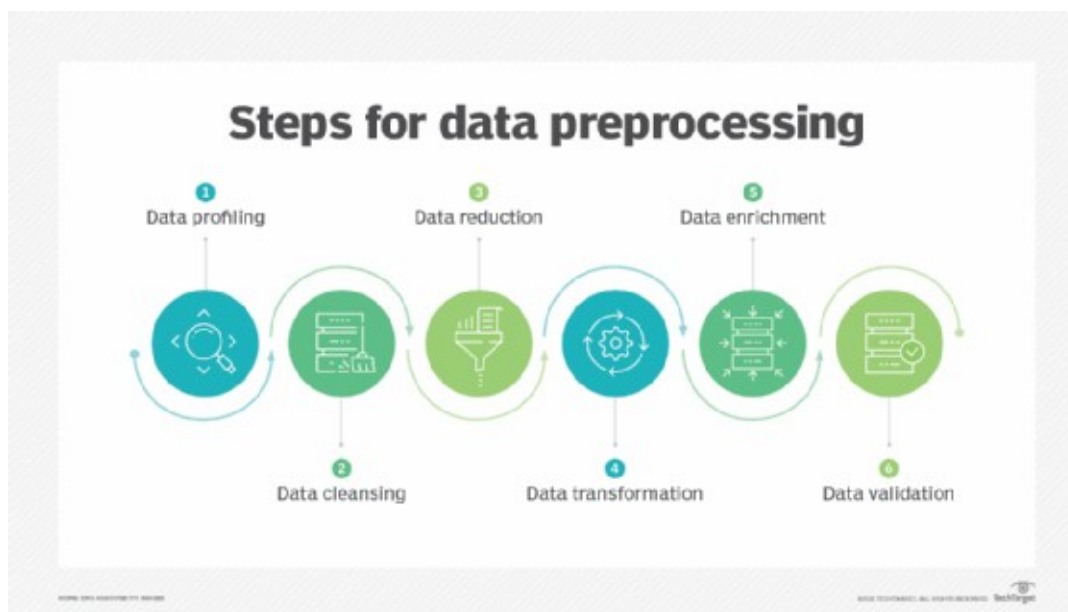 Steps for data preprocessing
1
Data profiling
2
Data cleansing
3
Data reduction
4
Data transformation
5
Data enrichment
6
Data validation
TechTarget